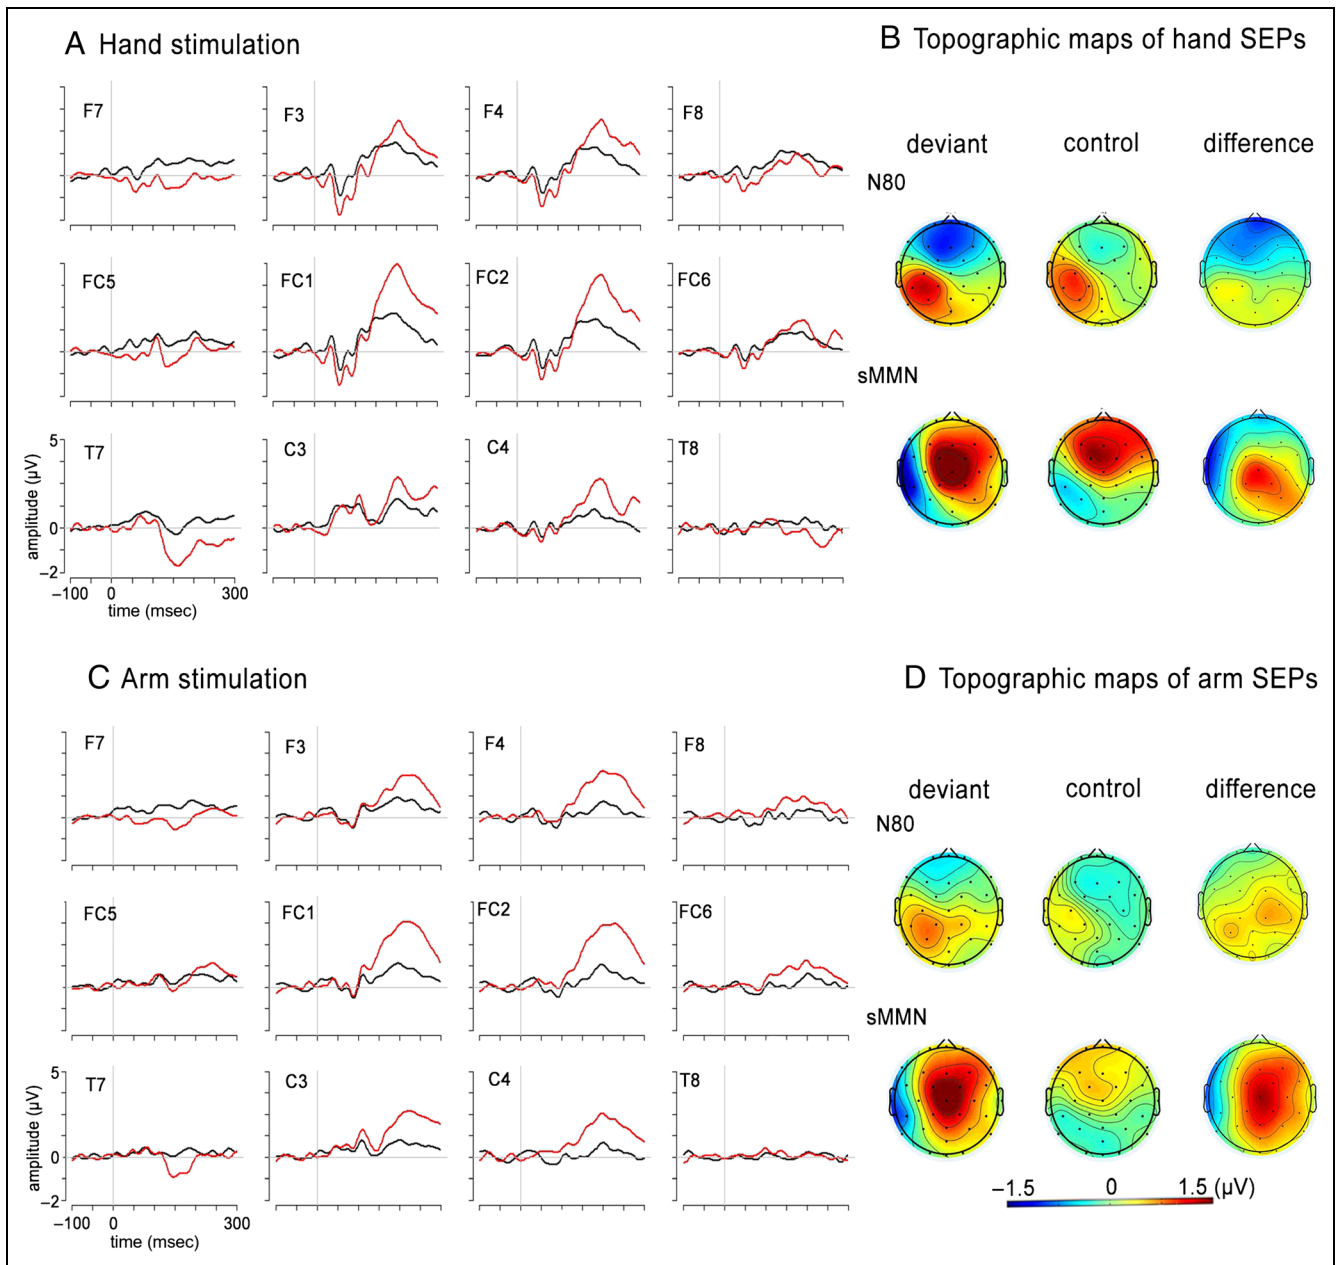 A Hand stimulation
F7
F3
F4
F8
FC5
FC1
FC2
FC6
5
T7
C3
C4
T8
amplitude (µV)
0
−2
−100 0 300
time (msec)
B Topographic maps of hand SEPs
deviant control difference
N80
sMMN
C Arm stimulation
F7
F3
F4
F8
FC5
FC1
FC2
FC6
5
T7
C3
C4
T8
amplitude (µV)
0
−2
−100 0 300
time (msec)
D Topographic maps of arm SEPs
deviant control difference
N80
sMMN
−1.5 0 1.5 (µV)